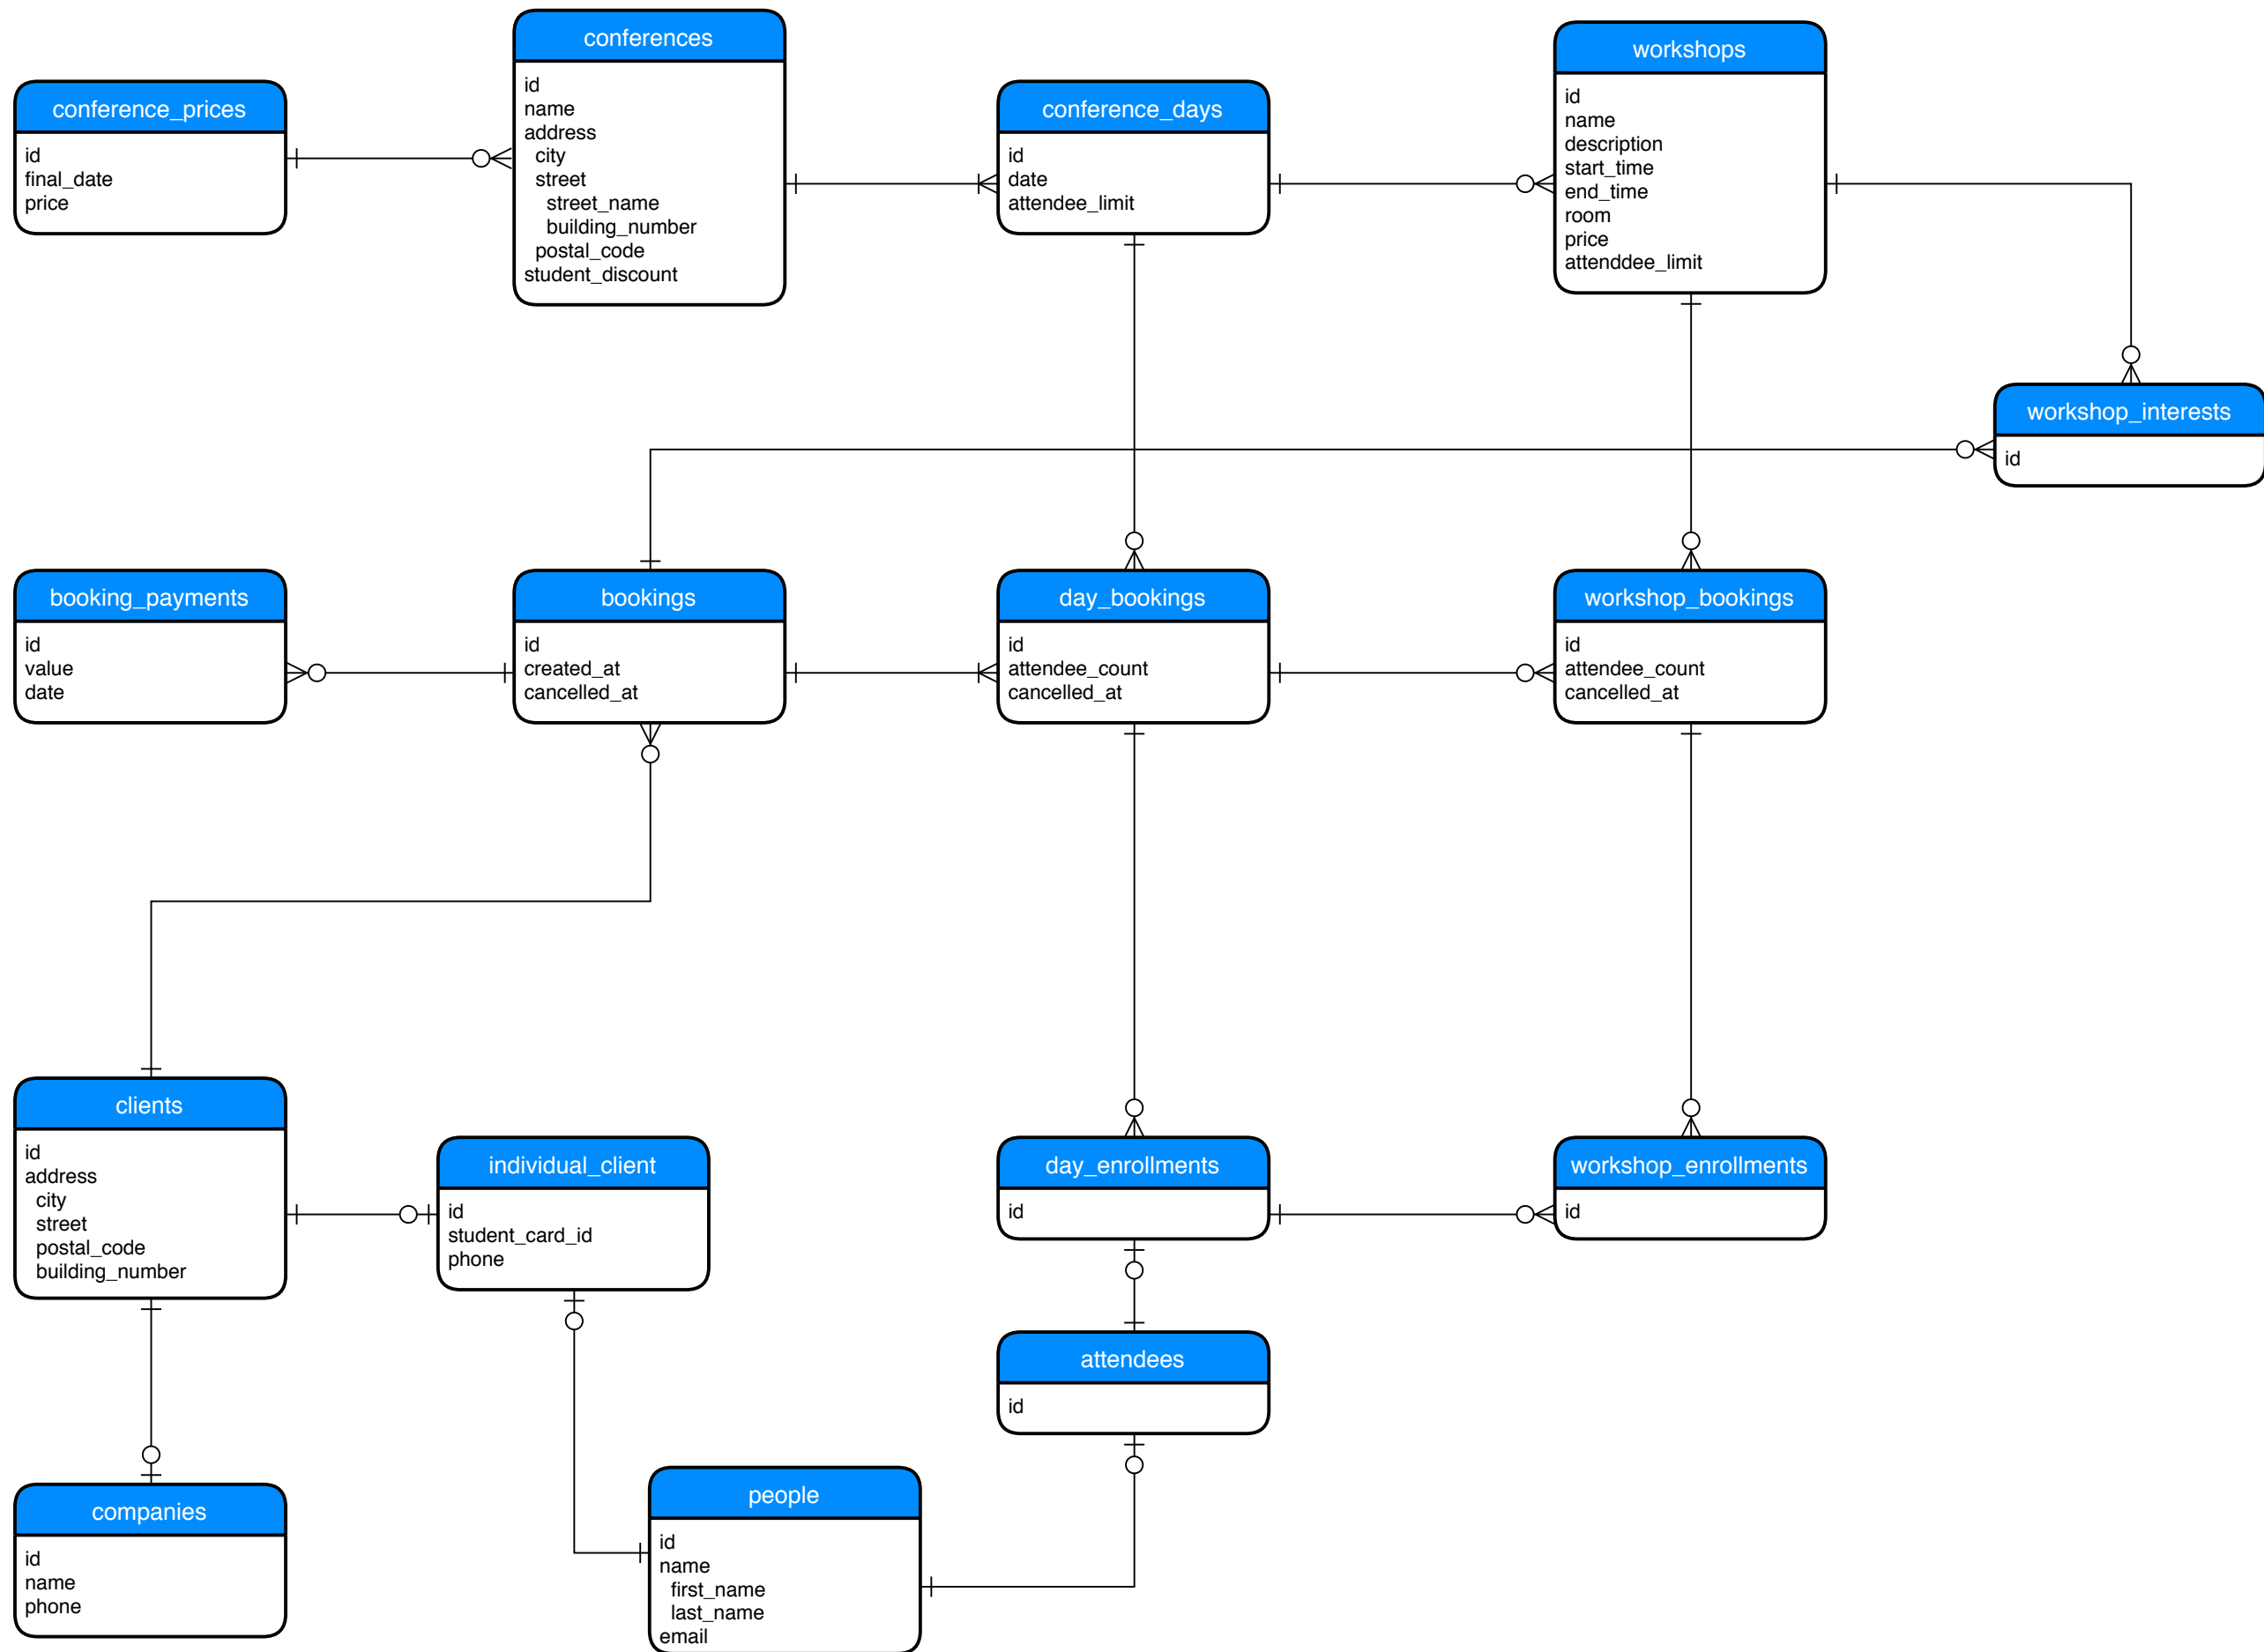 conferences
id
name
address
city
street
street_name
building_number
postal_code
student_discount
workshops
id
name
description
start_time
end_time
room
price
attenddee_limit
conference_prices
id
final_date
price
conference_days
id
date
attendee_limit
workshop_interests
id
booking_payments
id
value
date
bookings
id
created_at
cancelled_at
day_bookings
id
attendee_count
cancelled_at
workshop_bookings
id
attendee_count
cancelled_at
clients
id
address
city
street
postal_code
building_number
individual_client
id
student_card_id
phone
day_enrollments
id
workshop_enrollments
id
attendees
id
companies
id
name
phone
people
id
name
first_name
last_name
email